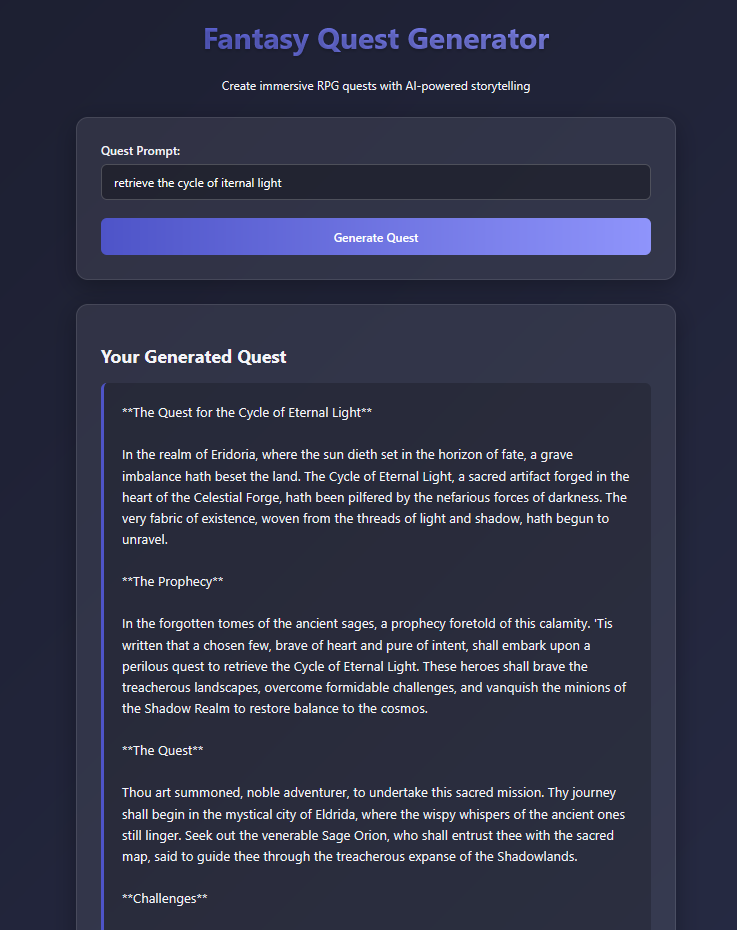 Fantasy Quest Generator
Create immersive RPG quests with AI-powered storytelling
Quest Prompt:
retrieve the cycle of iternal light
Generate Quest
Your Generated Quest
**The Quest for the Cycle of Eternal Light**
In the realm of Eridoria, where the sun dieth set in the horizon of fate, a grave
imbalance hath beset the land. The Cycle of Eternal Light, a sacred artifact forged in the
heart of the Celestial Forge, hath been pilfered by the nefarious forces of darkness. The
very fabric of existence, woven from the threads of light and shadow, hath begun to
unravel.
**The Prophecy**
In the forgotten tomes of the ancient sages, a prophecy foretold of this calamity. 'Tis
written that a chosen few, brave of heart and pure of intent, shall embark upon a
perilous quest to retrieve the Cycle of Eternal Light. These heroes shall brave the
treacherous landscapes, overcome formidable challenges, and vanquish the minions of
the Shadow Realm to restore balance to the cosmos.
**The Quest**
Thou art summoned, noble adventurer, to undertake this sacred mission. Thy journey
shall begin in the mystical city of Eldrida, where the wispy whispers of the ancient ones
still linger. Seek out the venerable Sage Orion, who shall entrust thee with the sacred
map, said to guide thee through the treacherous expanse of the Shadowlands.
**Challenges**